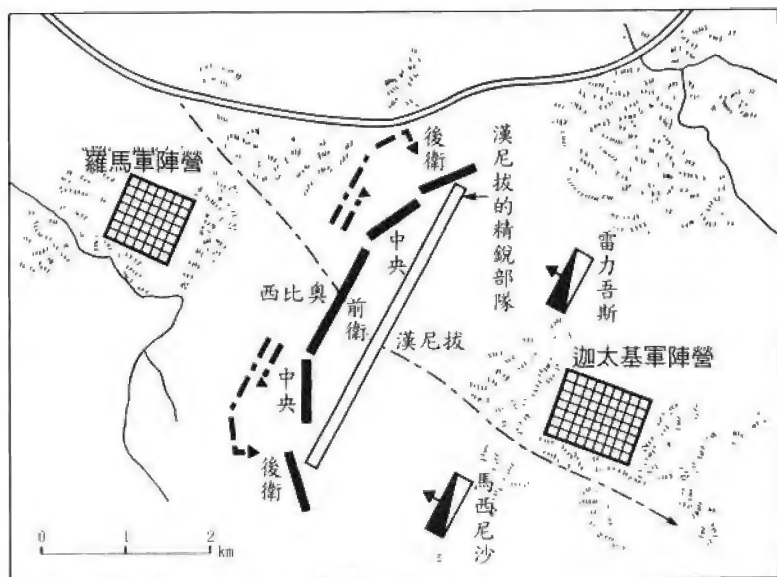 羅馬軍陣營
後衛
漢尼拔的精銳部隊
中央
雷力吾斯
西比奧
前衛
漢尼拔
迦太基軍陣營
中央
後衛
馬西尼沙
0 1 2
km